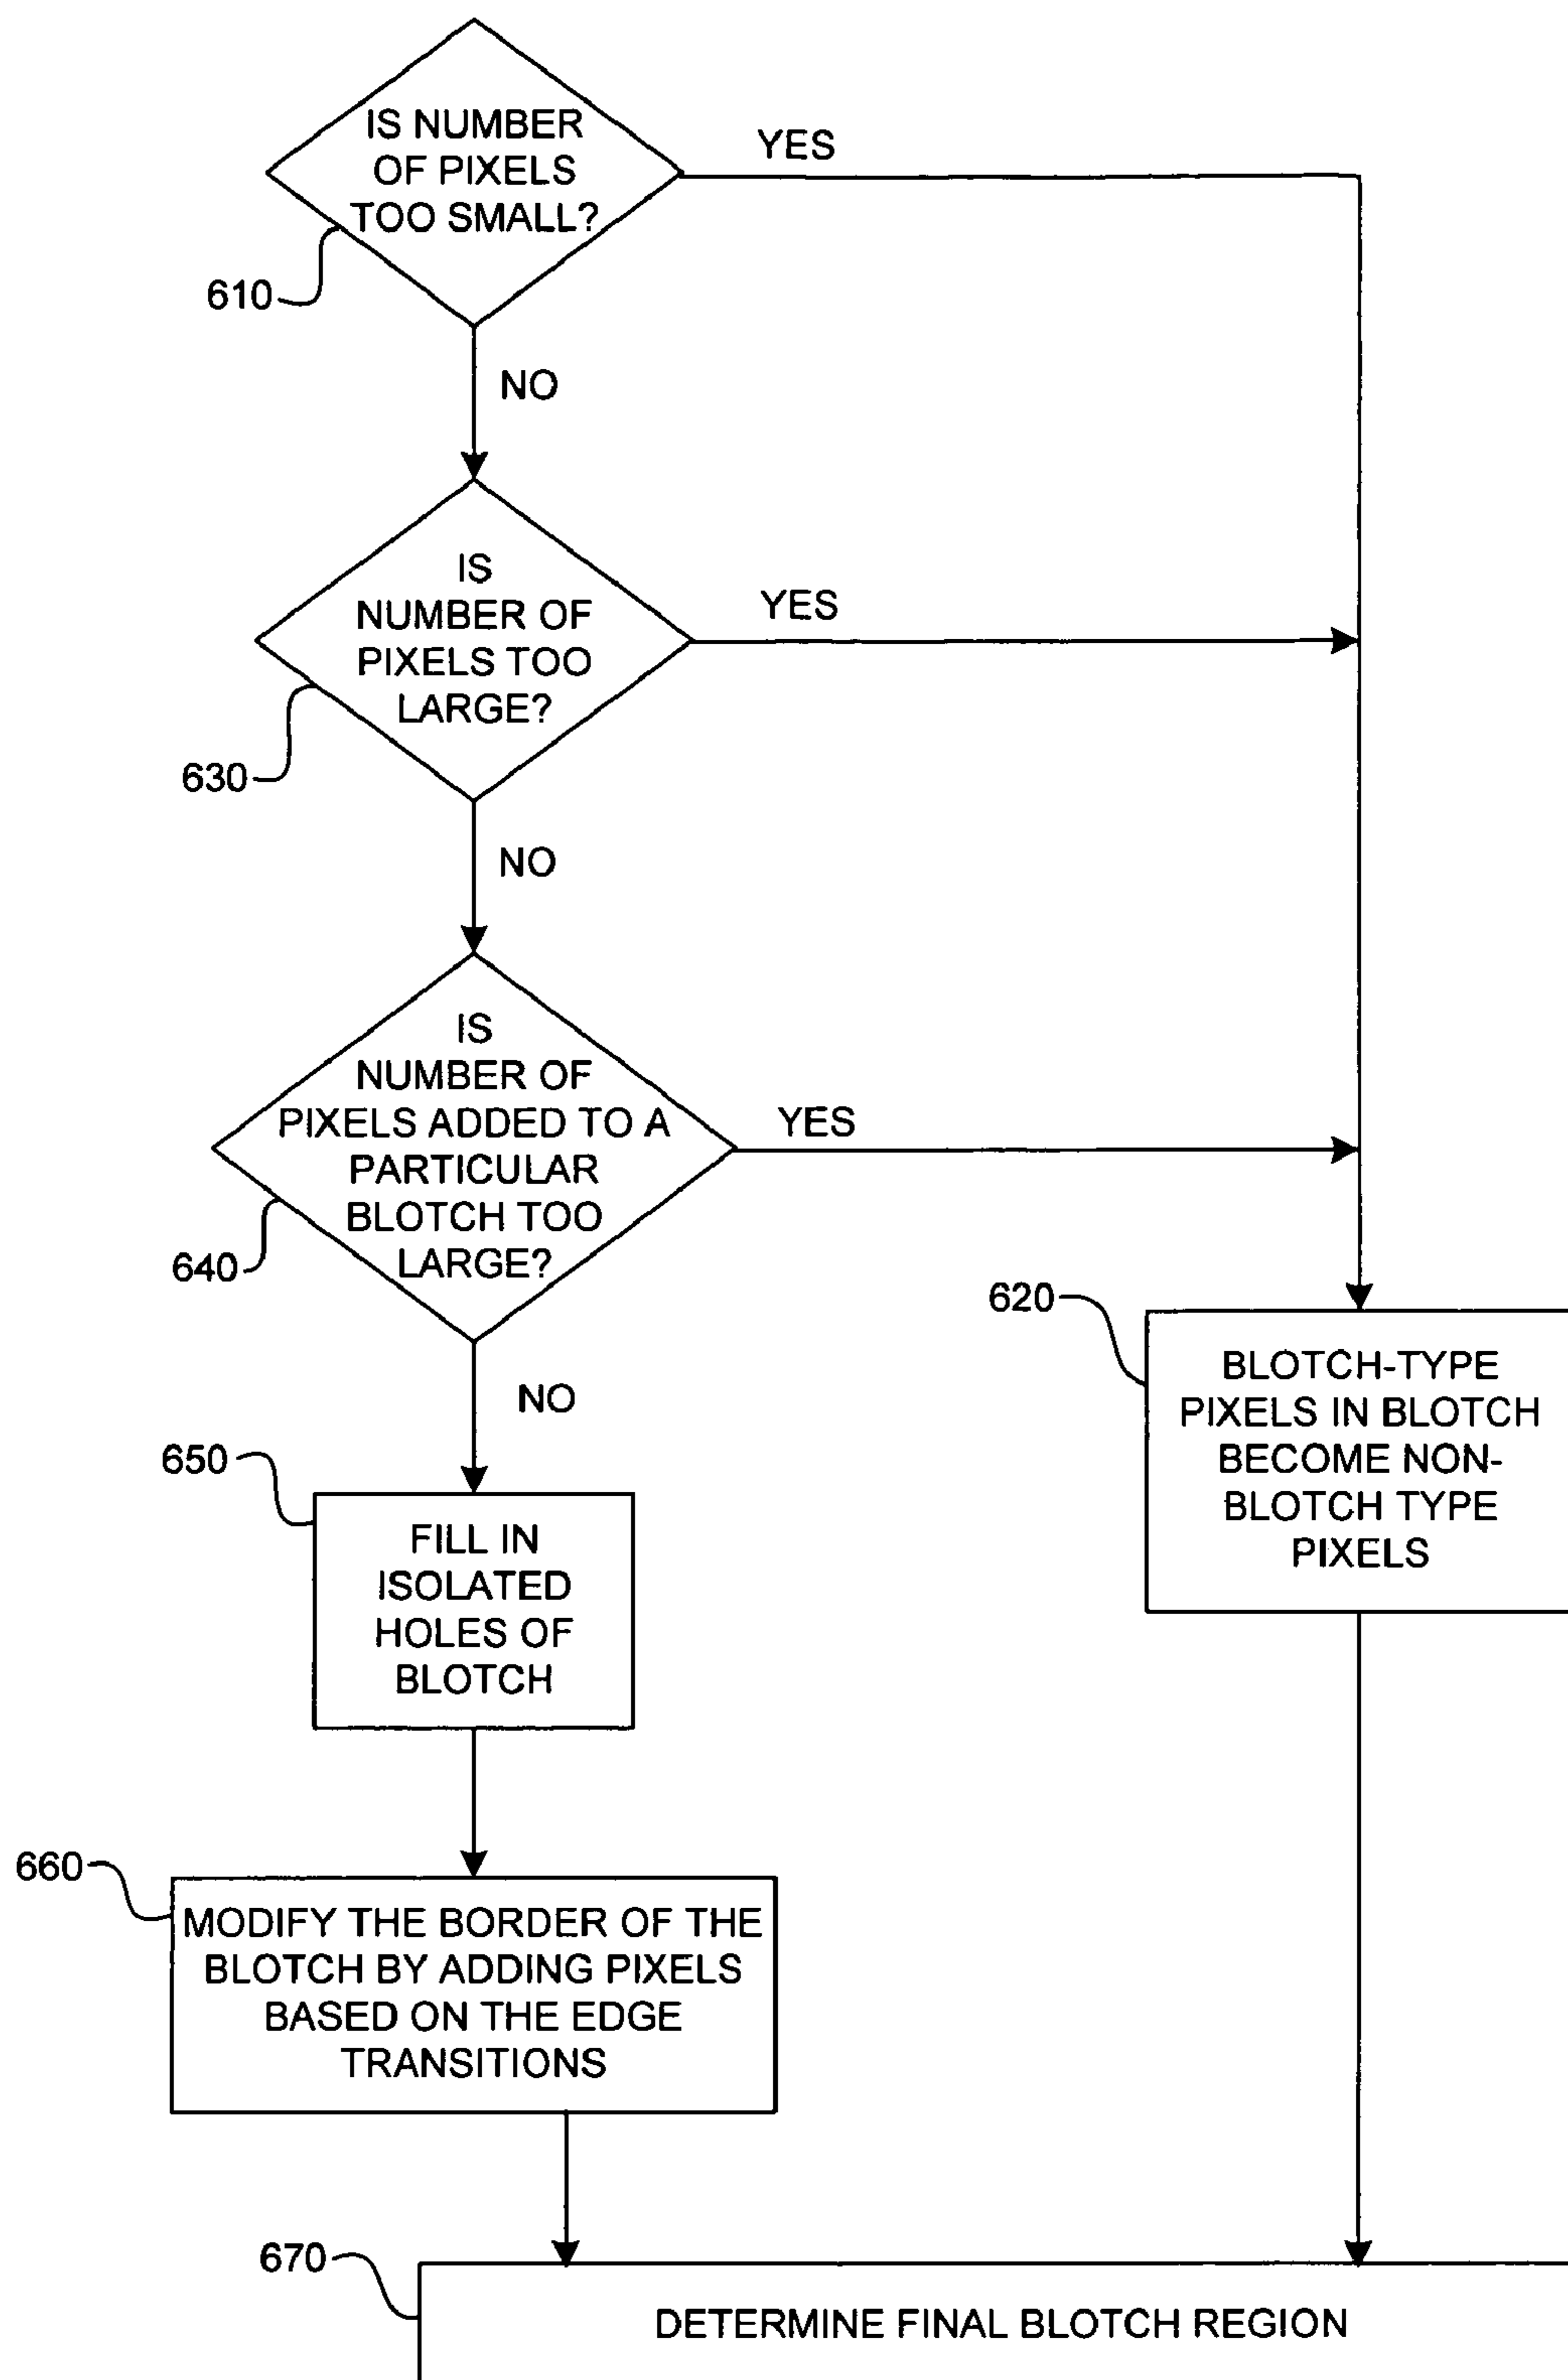 IS NUMBER
OF PIXELS
TOO SMALL?
YES
610
NO
IS
NUMBER OF
PIXELS TOO
LARGE?
YES
630
NO
IS
NUMBER OF
PIXELS ADDED TO A
PARTICULAR
BLOTCH TOO
LARGE?
YES
640
NO
620
BLOTCH-TYPE
PIXELS IN BLOTCH
BECOME NON-
BLOTCH TYPE
PIXELS
650
FILL IN
ISOLATED
HOLES OF
BLOTCH
660
MODIFY THE BORDER OF THE
BLOTCH BY ADDING PIXELS
BASED ON THE EDGE
TRANSITIONS
670
DETERMINE FINAL BLOTCH REGION